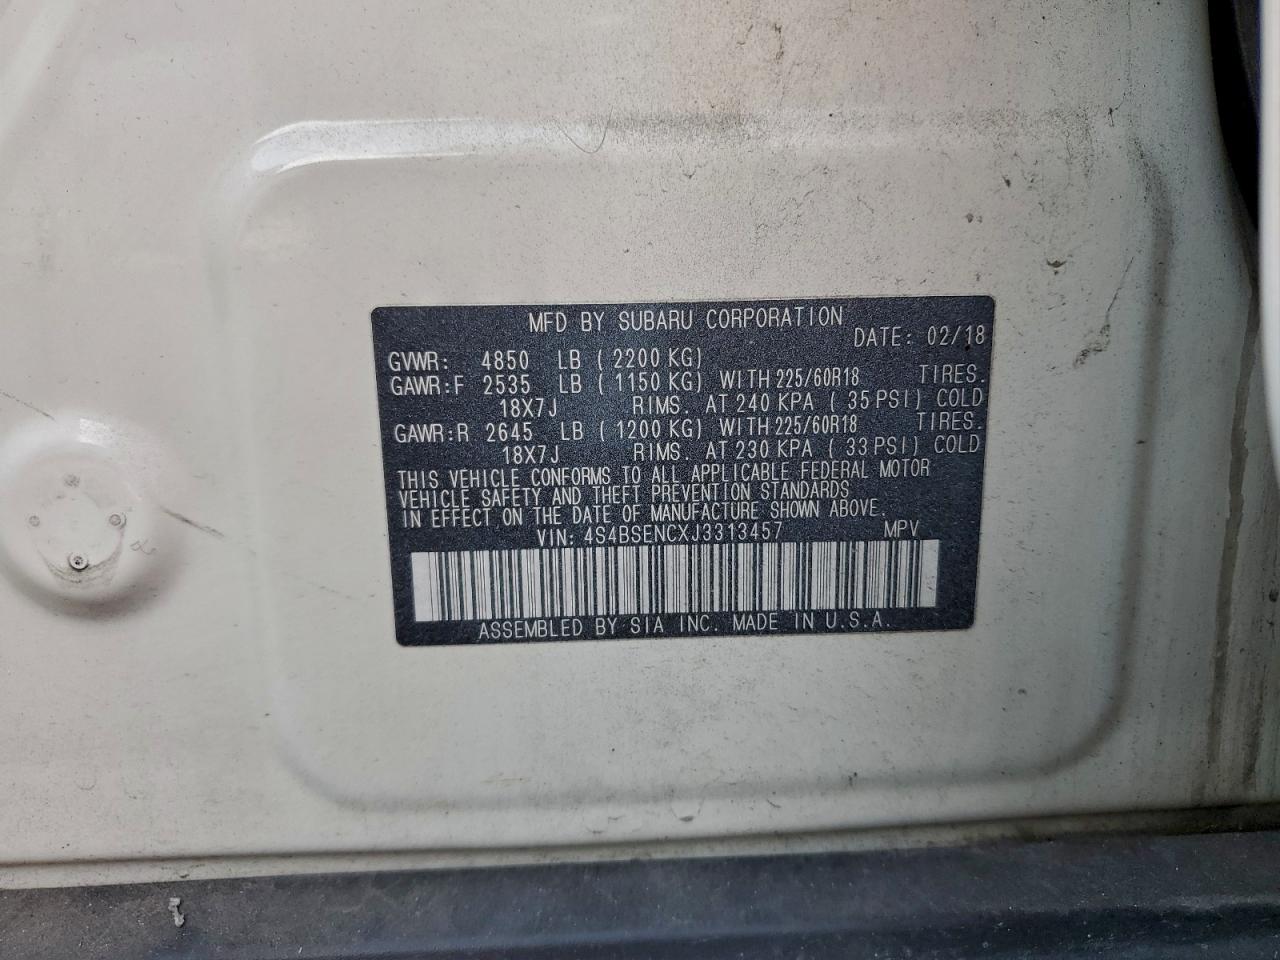 MFD BY SUBARU CORPORATION
DATE: 02/18
GVWR: 4850 LB ( 2200 KG)
GAWR:F 2535 LB ( 1150 KG) WITH 225/60R18 TIRES.
18X7J RIMS. AT 240 KPA ( 35 PSI) COLD
GAWR:R 2645 LB ( 1200 KG) WITH 225/60R18 TIRES.
18X7J RIMS. AT 230 KPA ( 33 PSI) COLD
THIS VEHICLE CONFORMS TO ALL APPLICABLE FEDERAL MOTOR
VEHICLE SAFETY AND THEFT PREVENTION STANDARDS
IN EFFECT ON THE DATE OF MANUFACTURE SHOWN ABOVE.
VIN: 4S4BSENCXJ3313457 MPV
ASSEMBLED BY SIA INC. MADE IN U.S.A.